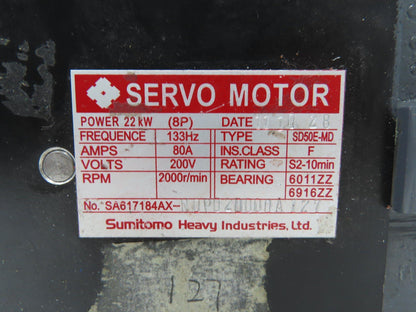 SERVO MOTOR
POWER 22 kW (8P) DATE
FREQUENCY 133Hz TYPE SD50E-MD
AMPS 80A INS.CLASS F
VOLTS 200V RATING S2-10min
RPM 2000r/min BEARING 6011ZZ
6916ZZ
No. SA617184AX-
Sumitomo Heavy Industries, Ltd.
127